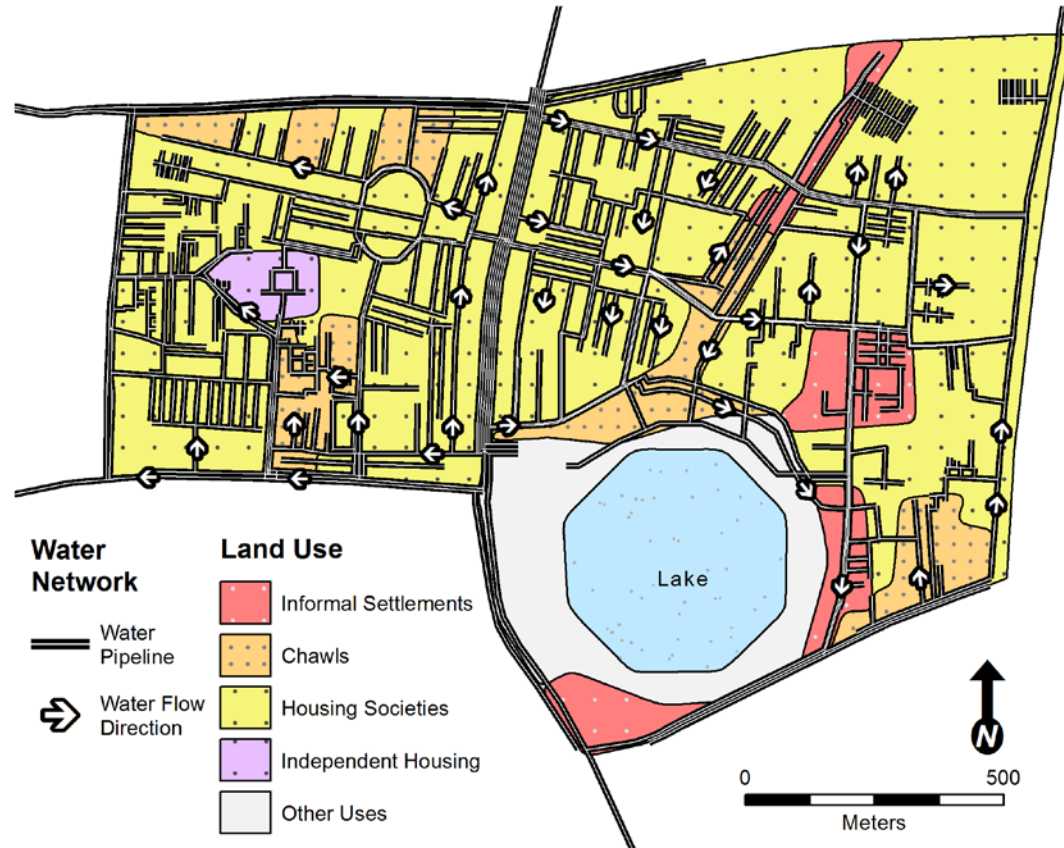 Lake
Water
Network
Water
Pipeline
Water Flow
Direction
Land Use
Informal Settlements
Chawls
Housing Societies
Independent Housing
Other Uses
N
0 500
Meters